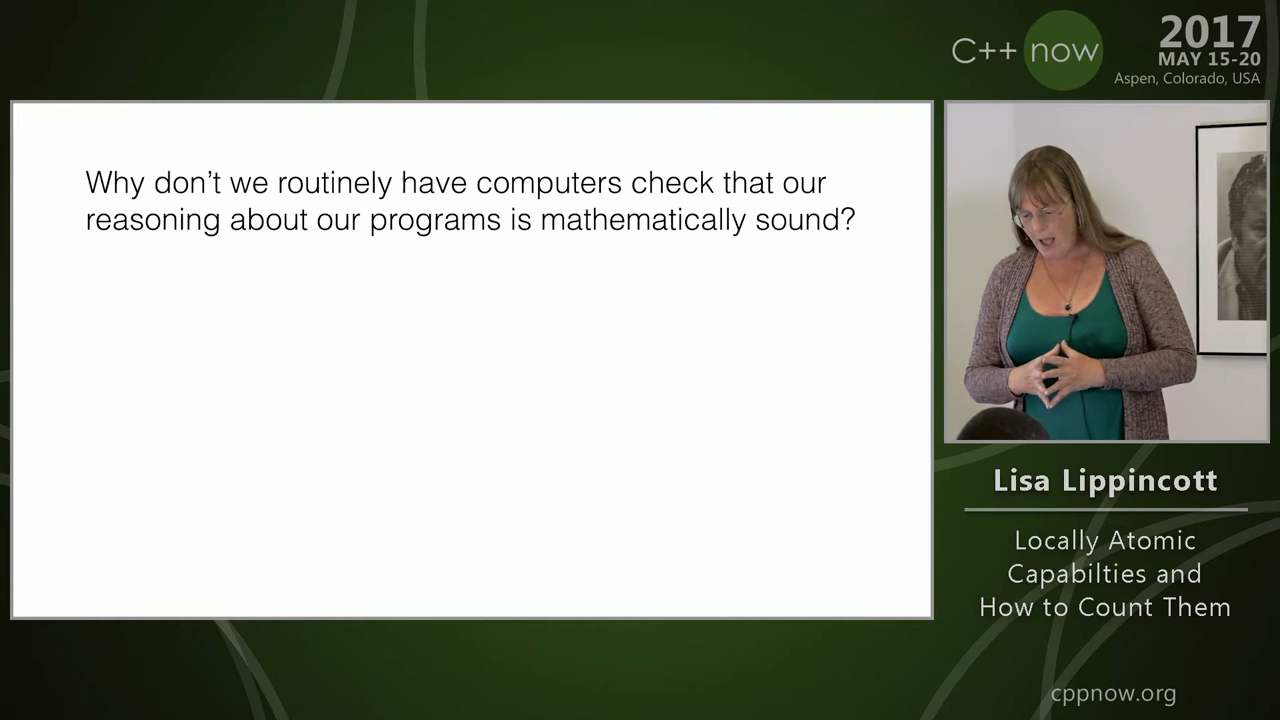 C++ now
2017
MAY 15-20
Aspen, Colorado, USA
Why don't we routinely have computers check that our
reasoning about our programs is mathematically sound?
Lisa Lippincott
Locally Atomic
Capabilties and
How to Count Them
cppnow.org